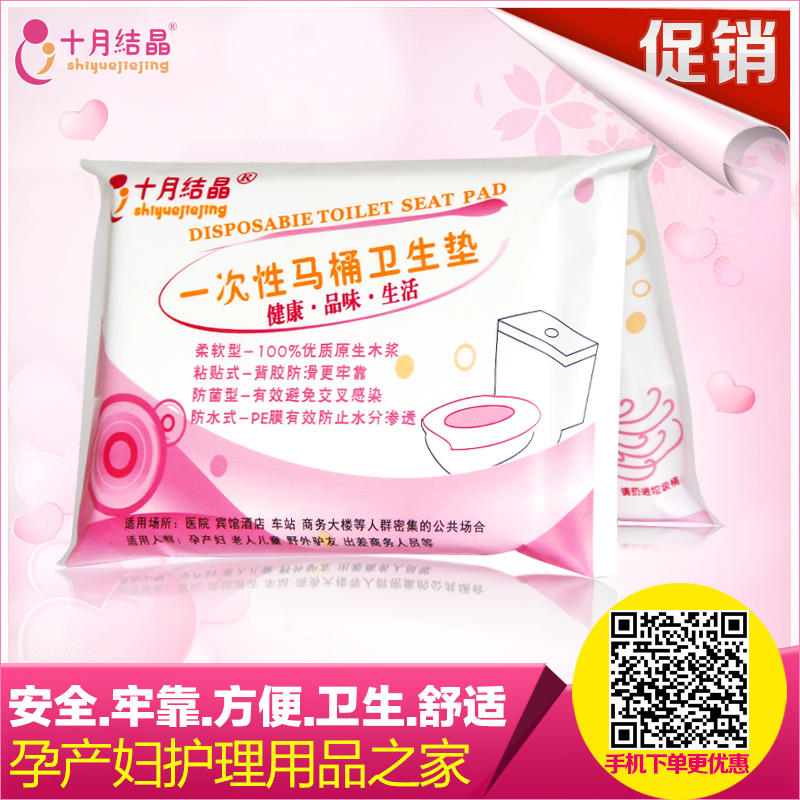 十月结晶®
shiyuejiejing
促销
十月结晶®
shiyuejiejing
DISPOSABIE TOILET SEAT PAD
一次性马桶卫生垫
健康·品味·生活
柔软型-100%优质原生木浆
粘贴式-背胶防滑更牢靠
防菌型-有效避免交叉感染
防水式-PE膜有效防止水分渗透
请扔进垃圾桶
适用场所：医院 宾馆酒店 车站 商务大楼等人群密集的公共场合
适用人群：孕产妇 老人儿童 野外驴友 出差商务人员等
安全.牢靠.方便.卫生.舒适
孕产妇护理用品之家
手机下单更优惠